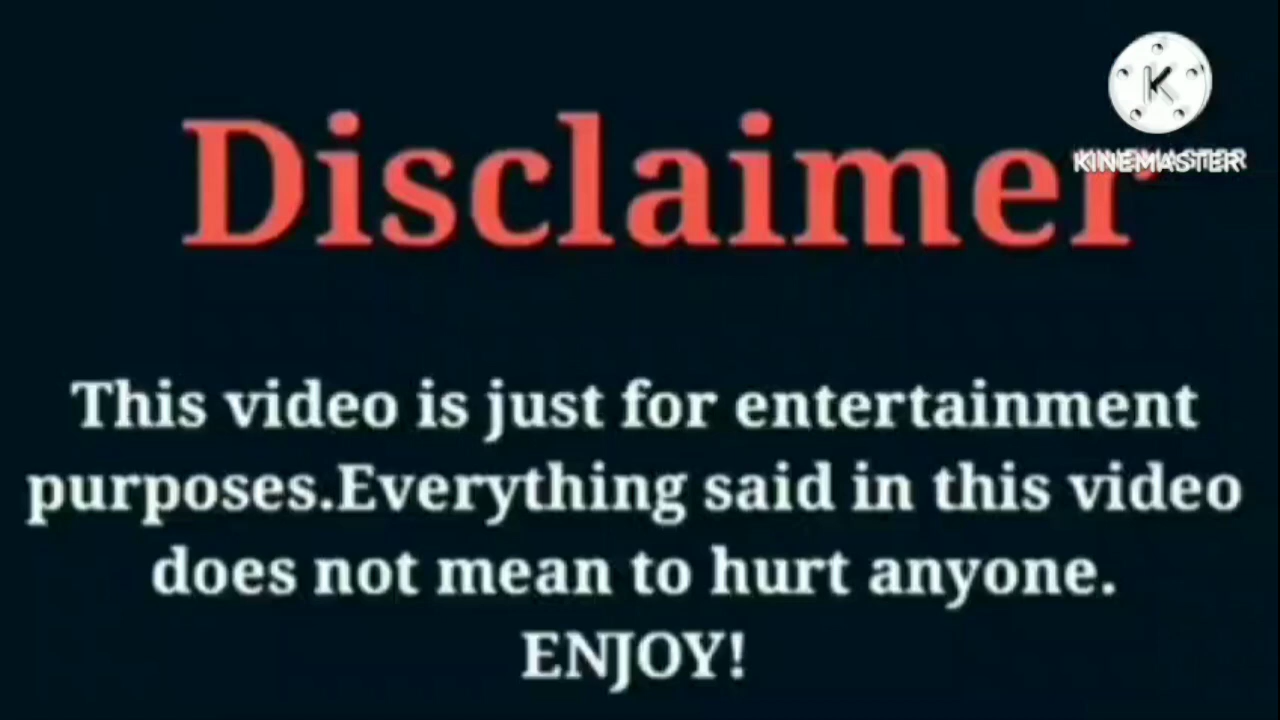 K
KINEMASTER
Disclaimer
This video is just for entertainment
purposes.Everything said in this video
does not mean to hurt anyone.
ENJOY!